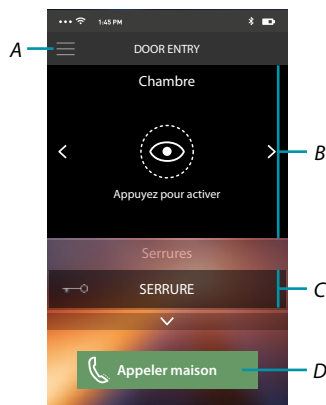 1:45 PM
A
DOOR ENTRY
Chambre
B
Appuyez pour activer
Serrures
SERRURE
C
Appeler maison
D